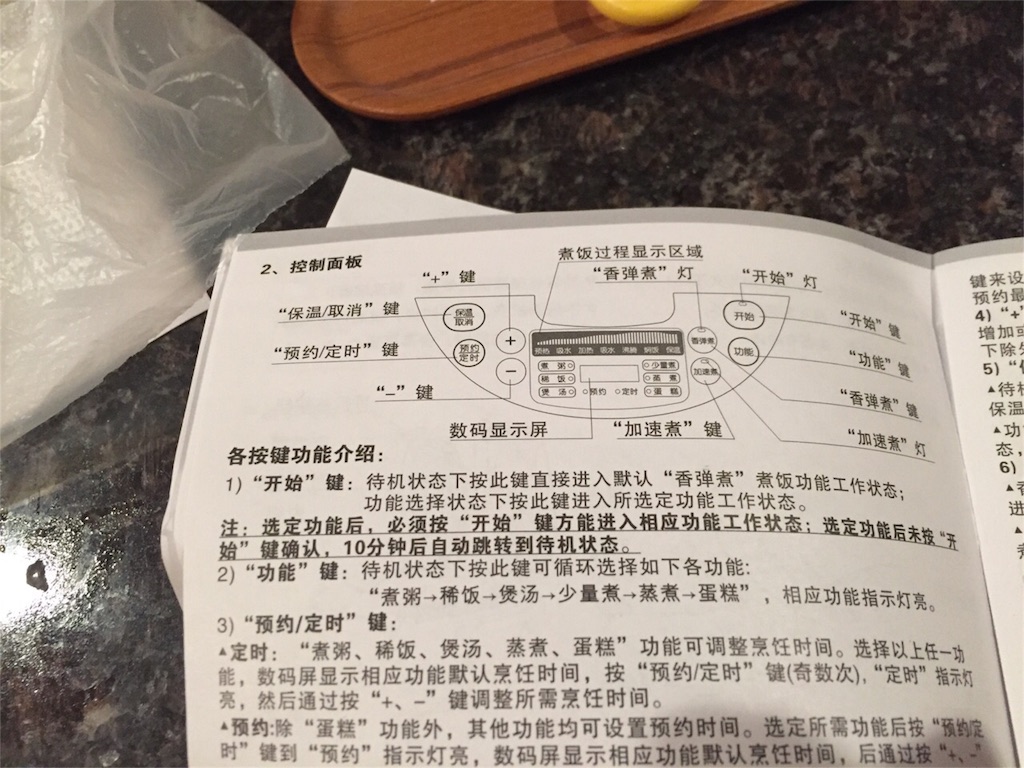 2、控制面板
煮饭过程显示区域
“+”键
“香弹煮”灯
“开始”灯
“保温/取消”键
保温
取消
开始
“开始”键
+
香弹煮
“预约/定时”键
预约
定时
预热 吸水 加热 吸水 沸腾 焖饭 保温
功能
“功能”键
−
煮粥
少量煮
加速煮
稀饭
蒸煮
“−”键
煲汤
预约 定时
蛋糕
“香弹煮”键
数码显示屏
“加速煮”键
“加速煮”灯
各按键功能介绍：
1)“开始”键：待机状态下按此键直接进入默认“香弹煮”煮饭功能工作状态；
功能选择状态下按此键进入所选定功能工作状态。
注：选定功能后，必须按“开始”键方能进入相应功能工作状态；选定功能后未按“开
始”键确认，10分钟后自动跳转到待机状态。
2)“功能”键：待机状态下按此键可循环选择如下各功能：
“煮粥→稀饭→煲汤→少量煮→蒸煮→蛋糕”，相应功能指示灯亮。
3)“预约/定时”键：
▲定时：“煮粥、稀饭、煲汤、蒸煮、蛋糕”功能可调整烹饪时间。选择以上任一功
能，数码屏显示相应功能默认烹饪时间，按“预约/定时”键(奇数次),“定时”指示灯
亮，然后通过按“+、−”键调整所需烹饪时间。
▲预约:除“蛋糕”功能外，其他功能均可设置预约时间。选定所需功能后按“预约/定
时”键到“预约”指示灯亮，数码屏显示相应功能默认烹饪时间，后通过按“+、−”
键来设
预约最
4)“+”
增加或
下除
5)
▲待
保温
▲功
态，
6)
▲香
进